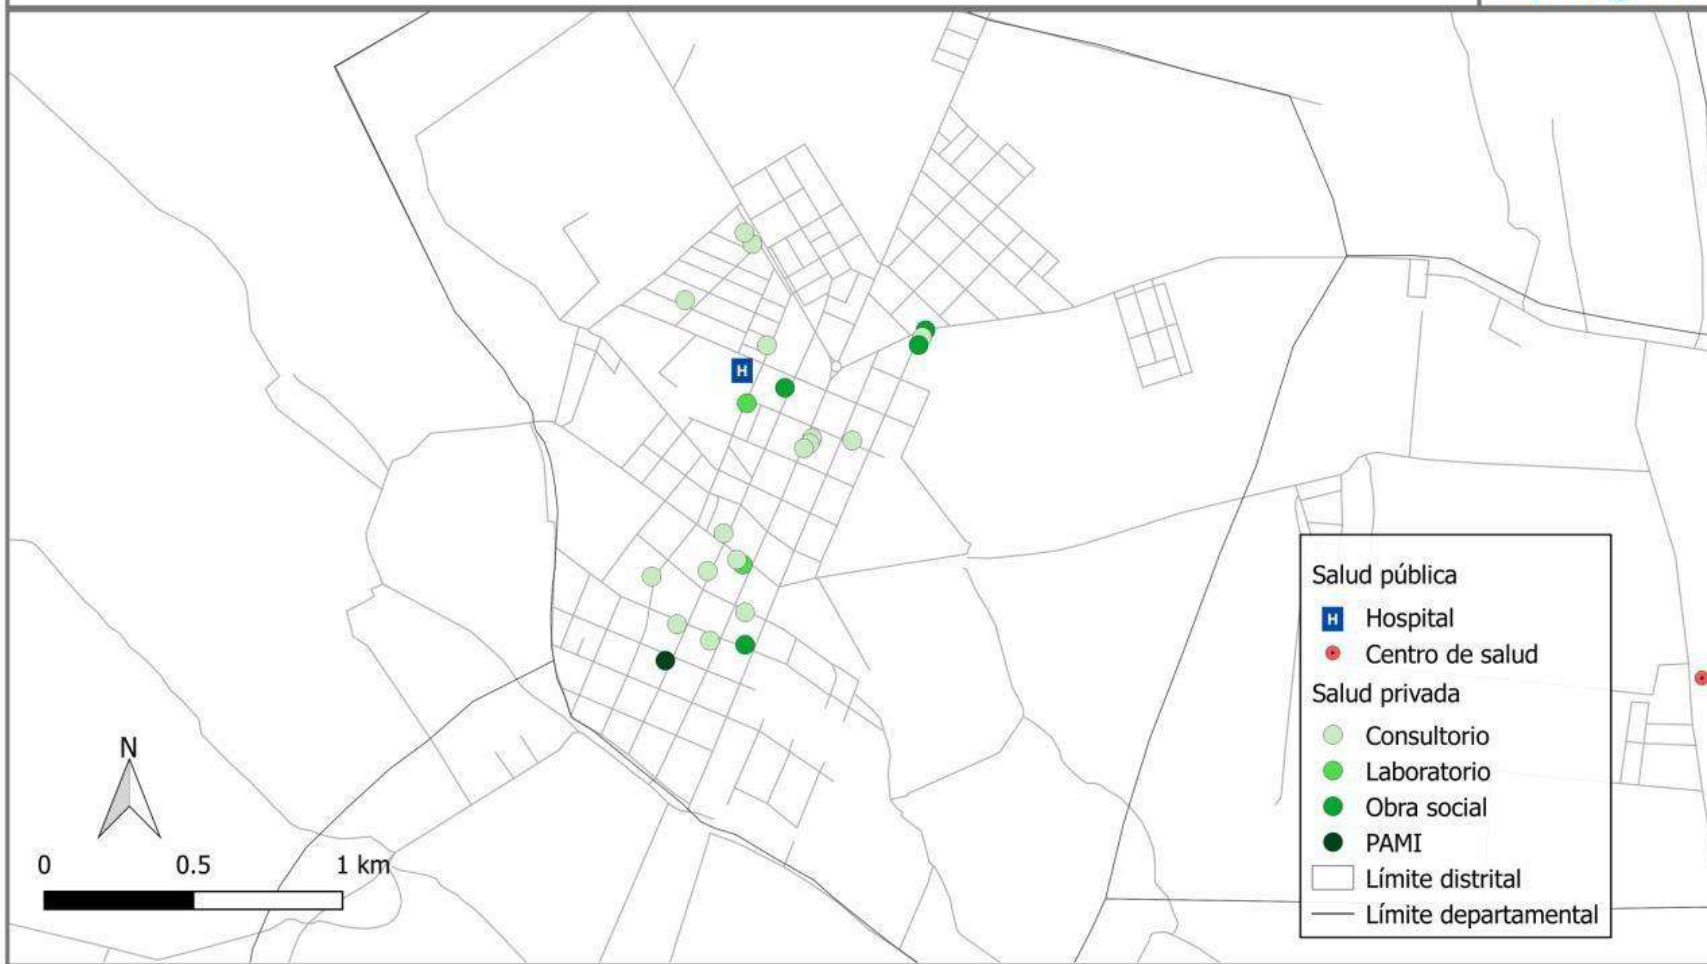 H
N
0 0.5 1 km
Salud pública
H Hospital
Centro de salud
Salud privada
Consultorio
Laboratorio
Obra social
PAMI
Límite distrital
Límite departamental